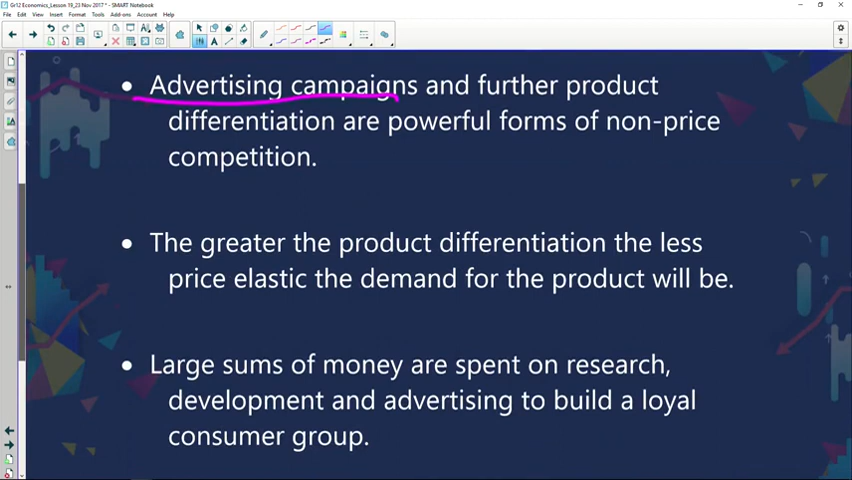 Gr12 Economics_Lesson 19_23 Nov 2017 * - SMART Notebook
File Edit View Insert Format Tools Add-ons Account Help
• Advertising campaigns and further product
differentiation are powerful forms of non-price
competition.
• The greater the product differentiation the less
price elastic the demand for the product will be.
• Large sums of money are spent on research,
development and advertising to build a loyal
consumer group.